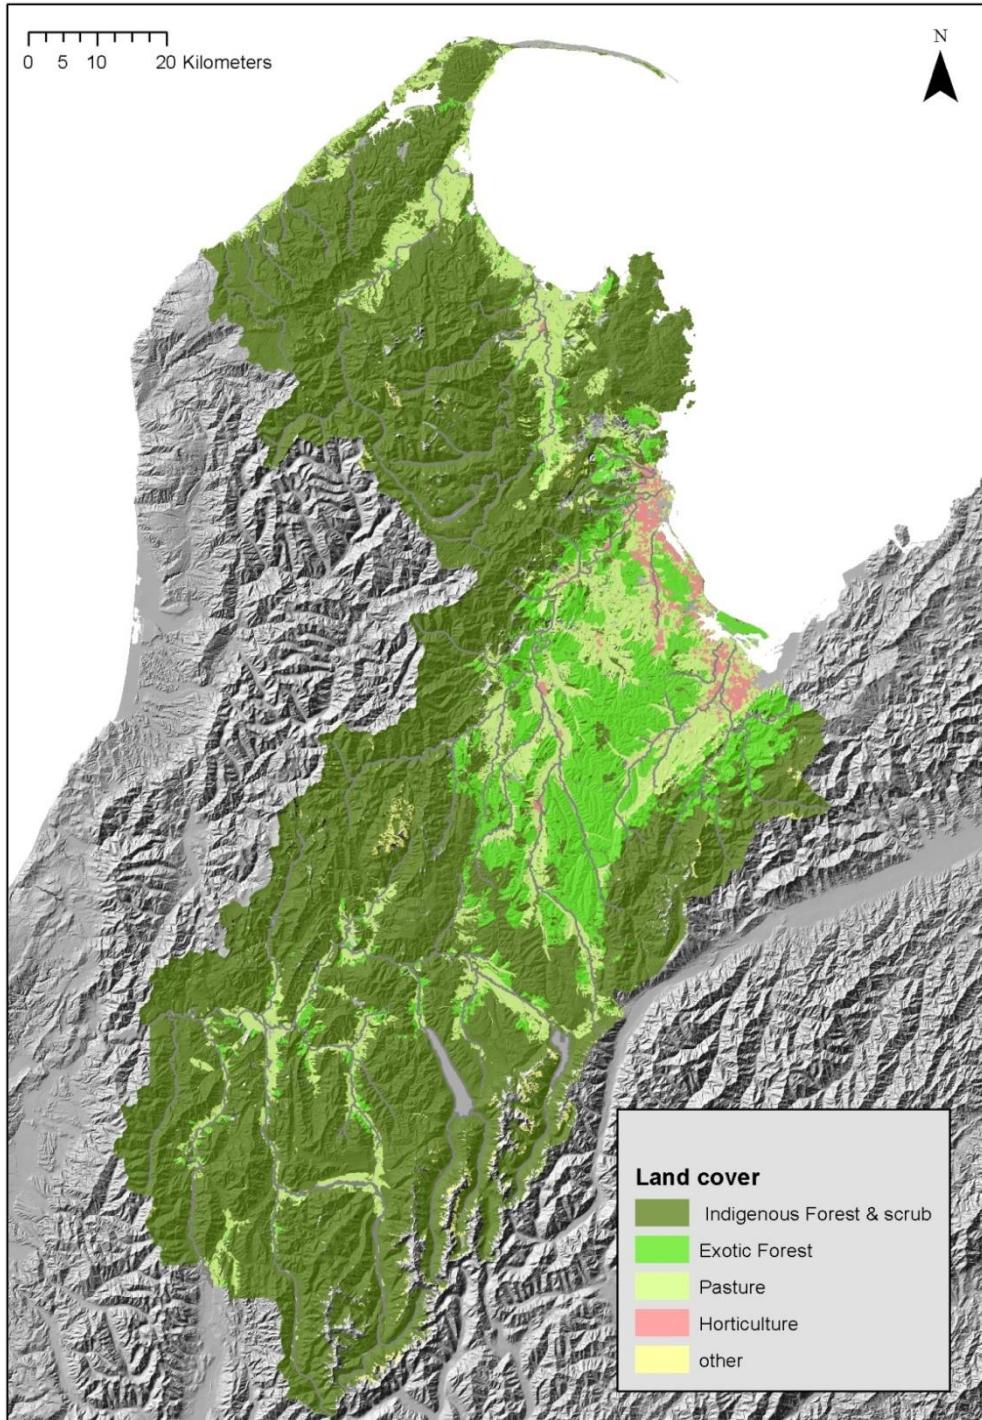 N
0 5 10 20 Kilometers
Land cover
Indigenous Forest & scrub
Exotic Forest
Pasture
Horticulture
other